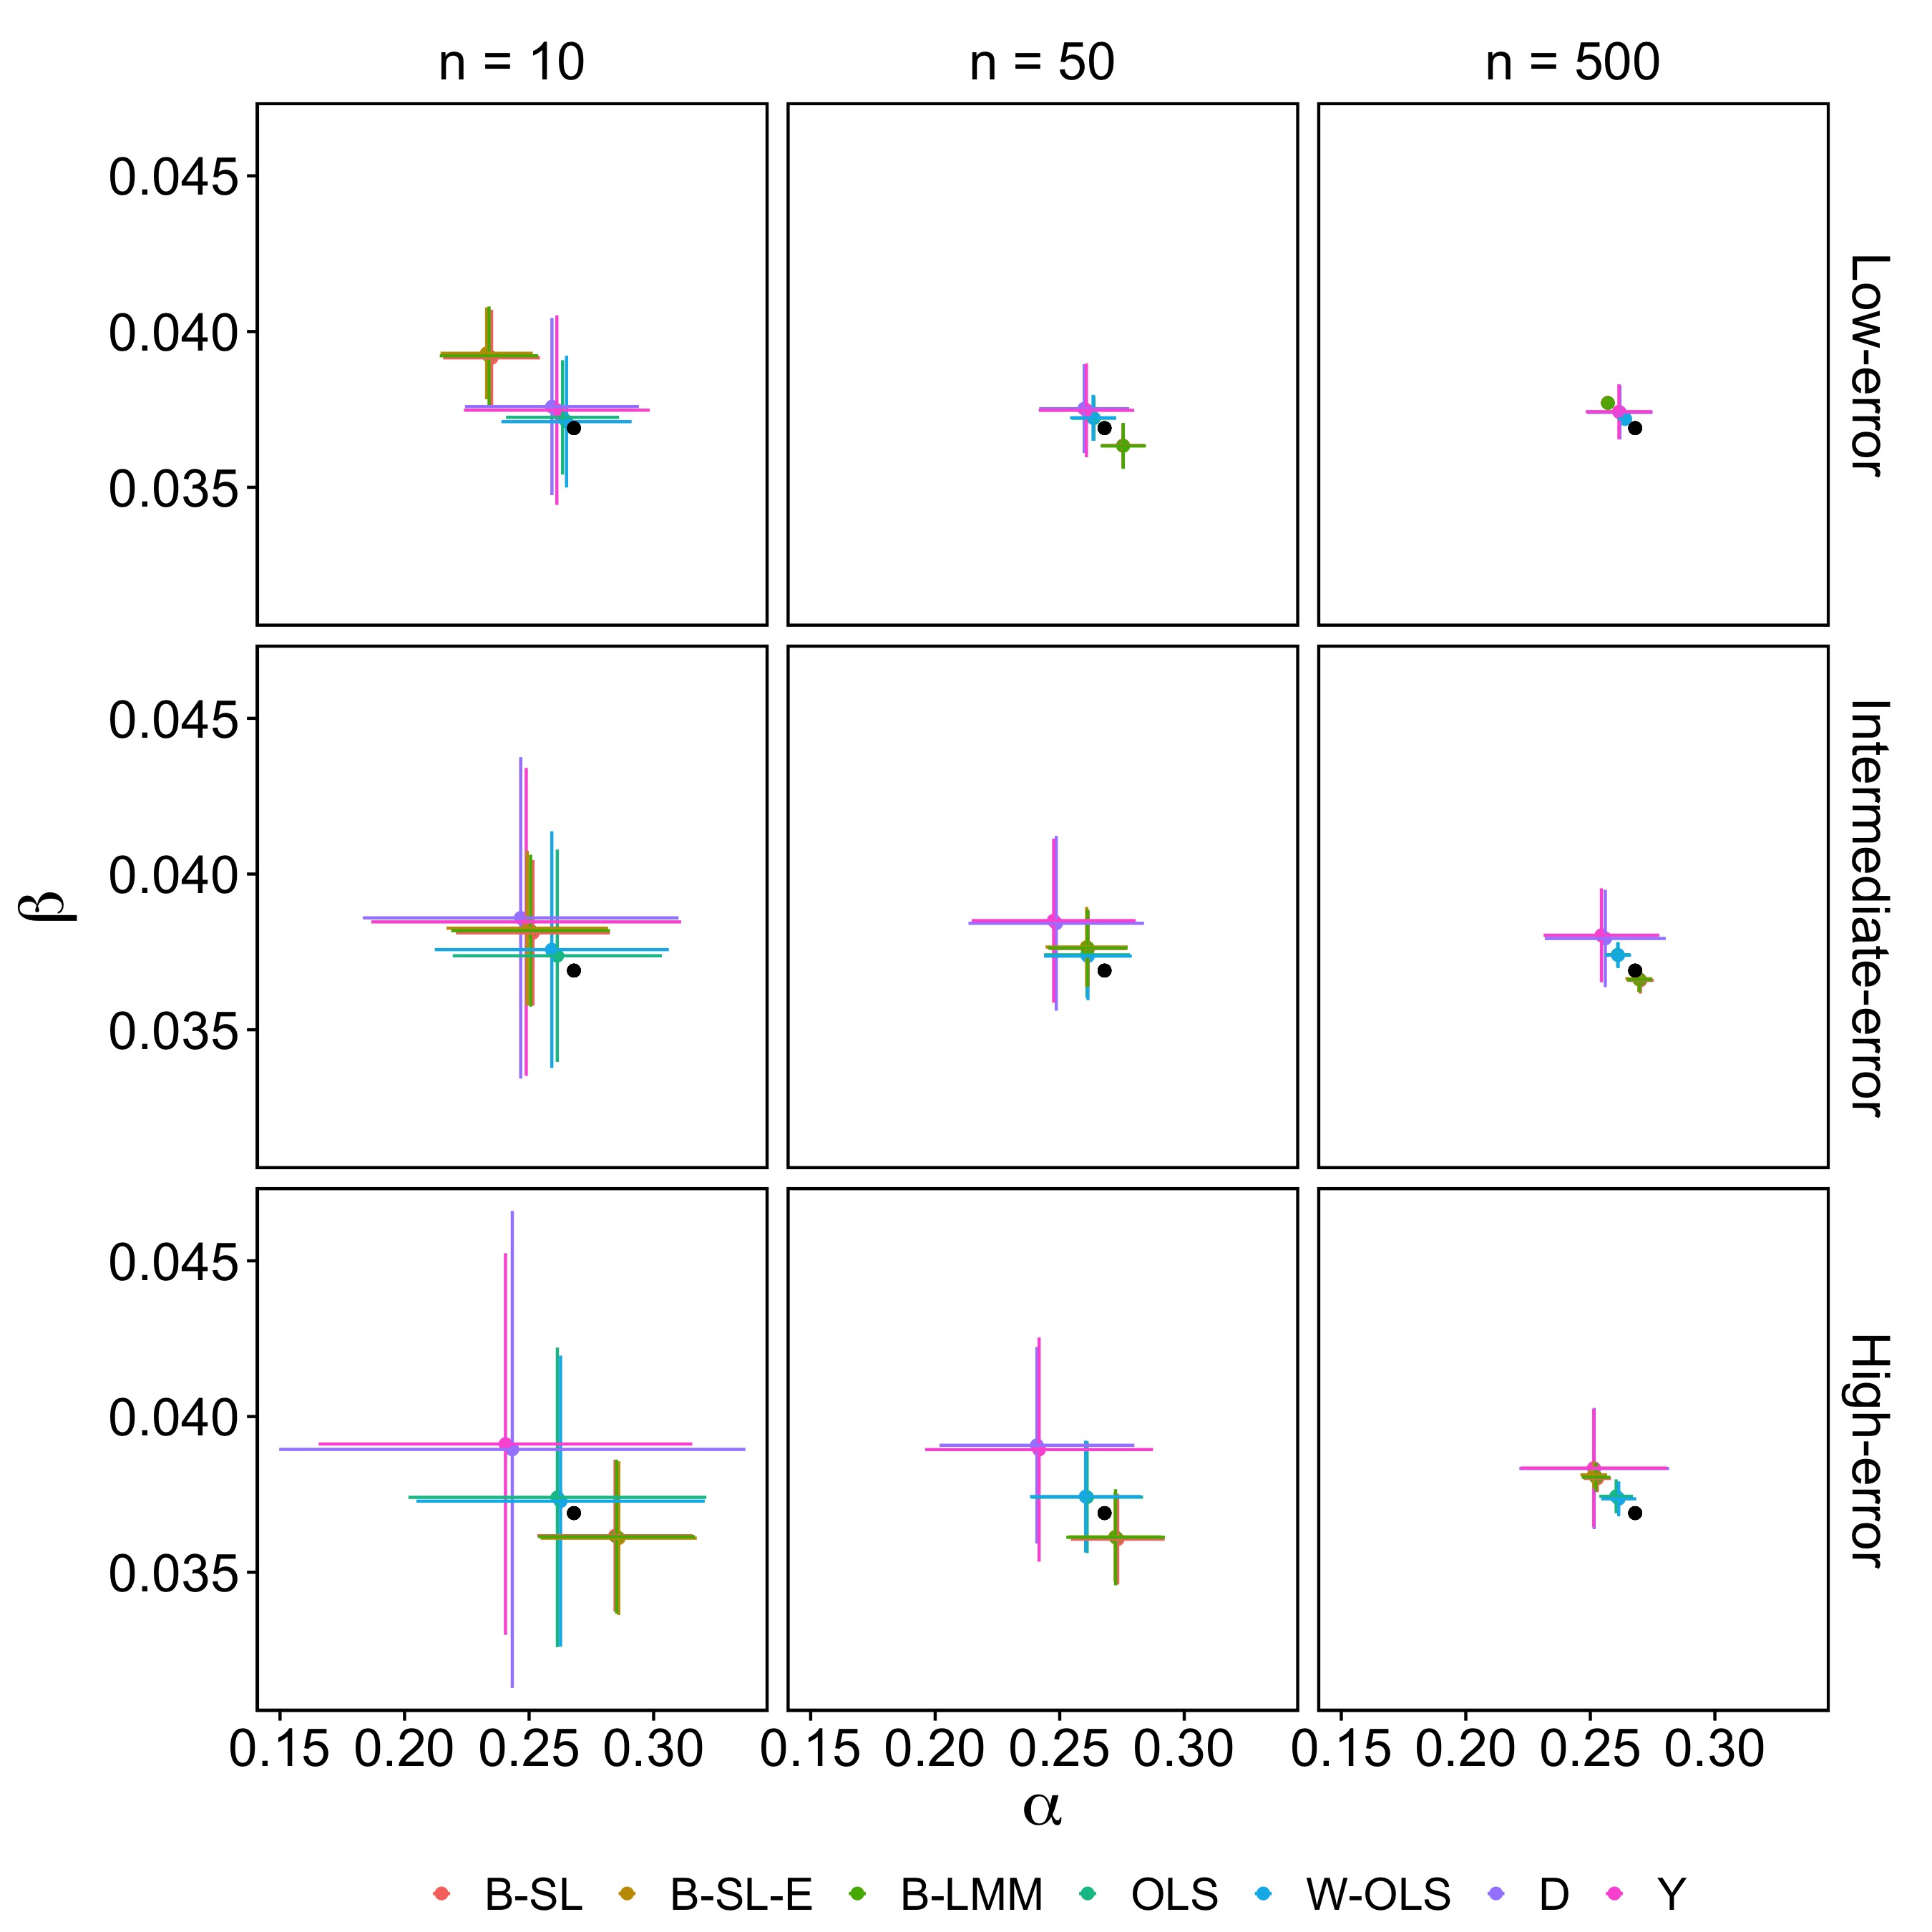 n = 10 n = 50 n = 500
0.045
0.040
0.035
Low-error
0.045
0.040
0.035
Intermediate-error
β
0.045
0.040
0.035
High-error
0.15 0.20 0.25 0.30 0.15 0.20 0.25 0.30 0.15 0.20 0.25 0.30
α
B-SL B-SL-E B-LMM OLS W-OLS D Y